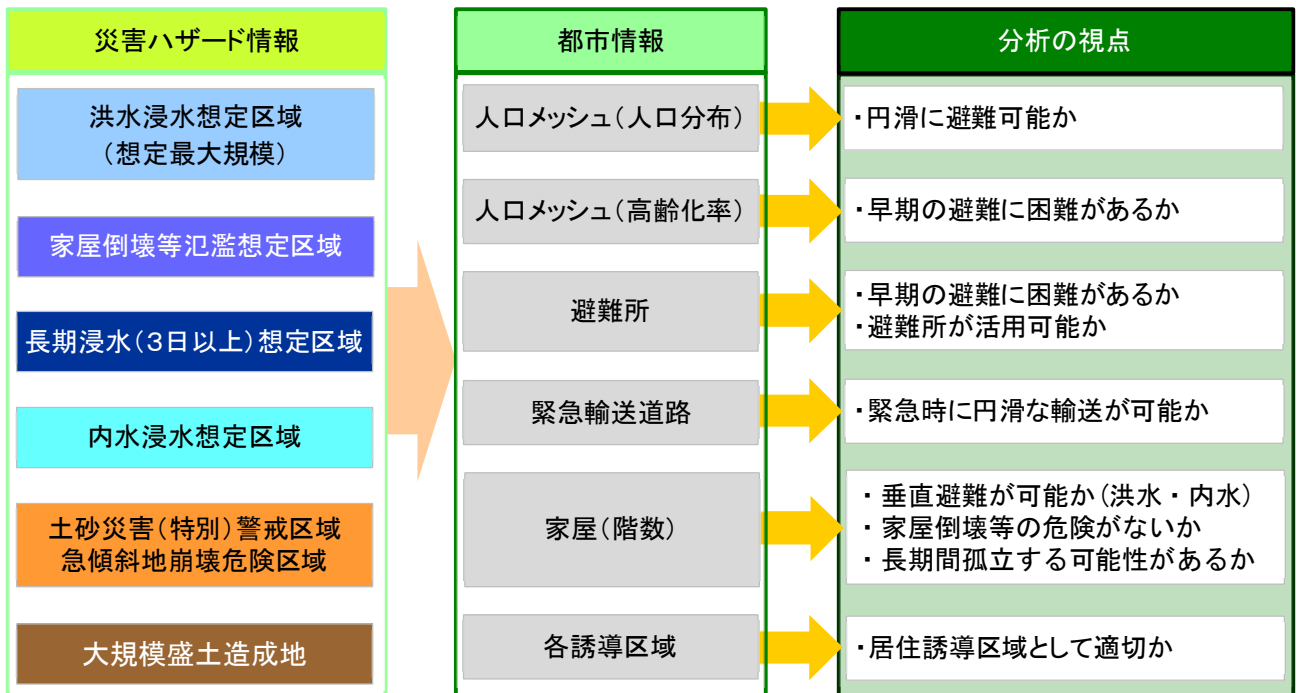 災害ハザード情報
洪水浸水想定区域
（想定最大規模）
家屋倒壊等氾濫想定区域
長期浸水（３日以上）想定区域
内水浸水想定区域
土砂災害（特別）警戒区域
急傾斜地崩壊危険区域
大規模盛土造成地
都市情報
人口メッシュ（人口分布）
人口メッシュ（高齢化率）
避難所
緊急輸送道路
家屋（階数）
各誘導区域
分析の視点
・円滑に避難可能か
・早期の避難に困難があるか
・早期の避難に困難があるか
・避難所が活用可能か
・緊急時に円滑な輸送が可能か
・垂直避難が可能か（洪水・内水）
・家屋倒壊等の危険がないか
・長期間孤立する可能性があるか
・居住誘導区域として適切か